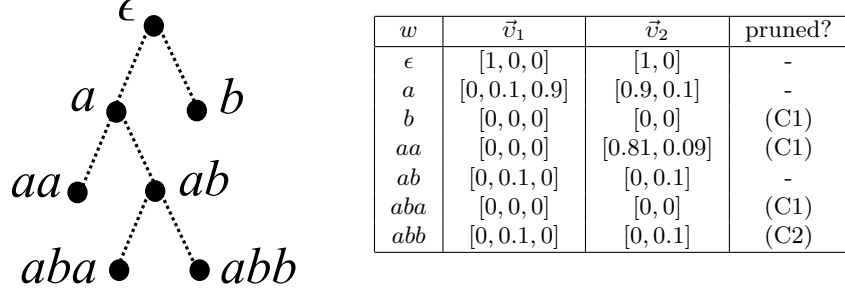 ϵ
a
b
aa
ab
aba
abb
w v⃗₁ v⃗₂ pruned?
ϵ [1, 0, 0] [1, 0] -
a [0, 0.1, 0.9] [0.9, 0.1] -
b [0, 0, 0] [0, 0] (C1)
aa [0, 0, 0] [0.81, 0.09] (C1)
ab [0, 0.1, 0] [0, 0.1] -
aba [0, 0, 0] [0, 0] (C1)
abb [0, 0.1, 0] [0, 0.1] (C2)